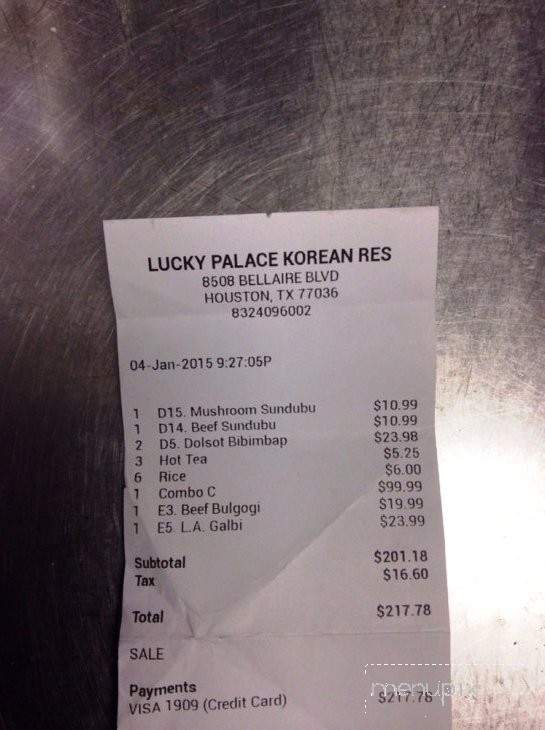 LUCKY PALACE KOREAN RES
8508 BELLAIRE BLVD
HOUSTON, TX 77036
8324096002
04-Jan-2015 9:27:05P
1 D15. Mushroom Sundubu $10.99
1 D14. Beef Sundubu $10.99
2 D5. Dolsot Bibimbap $23.98
3 Hot Tea $5.25
6 Rice $6.00
1 Combo C $99.99
1 E3. Beef Bulgogi $19.99
1 E5. L.A. Galbi $23.99
Subtotal $201.18
Tax $16.60
Total $217.78
SALE
Payments
VISA 1909 (Credit Card) $217.78
menupix